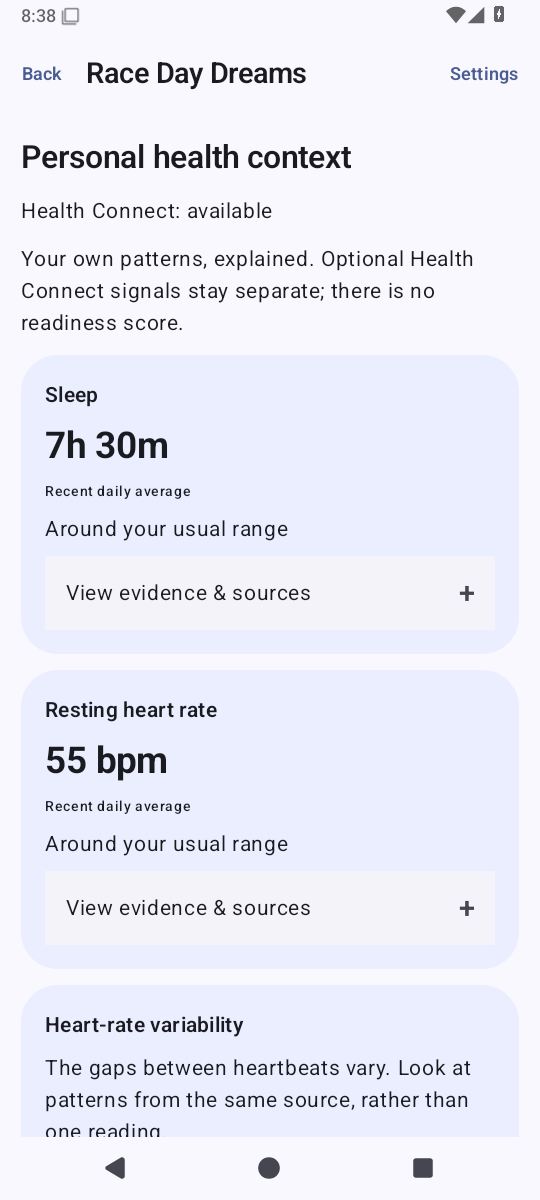 8:38
Back Race Day Dreams Settings
Personal health context
Health Connect: available
Your own patterns, explained. Optional Health
Connect signals stay separate; there is no
readiness score.
Sleep
7h 30m
Recent daily average
Around your usual range
View evidence & sources +
Resting heart rate
55 bpm
Recent daily average
Around your usual range
View evidence & sources +
Heart-rate variability
The gaps between heartbeats vary. Look at
patterns from the same source, rather than
one reading